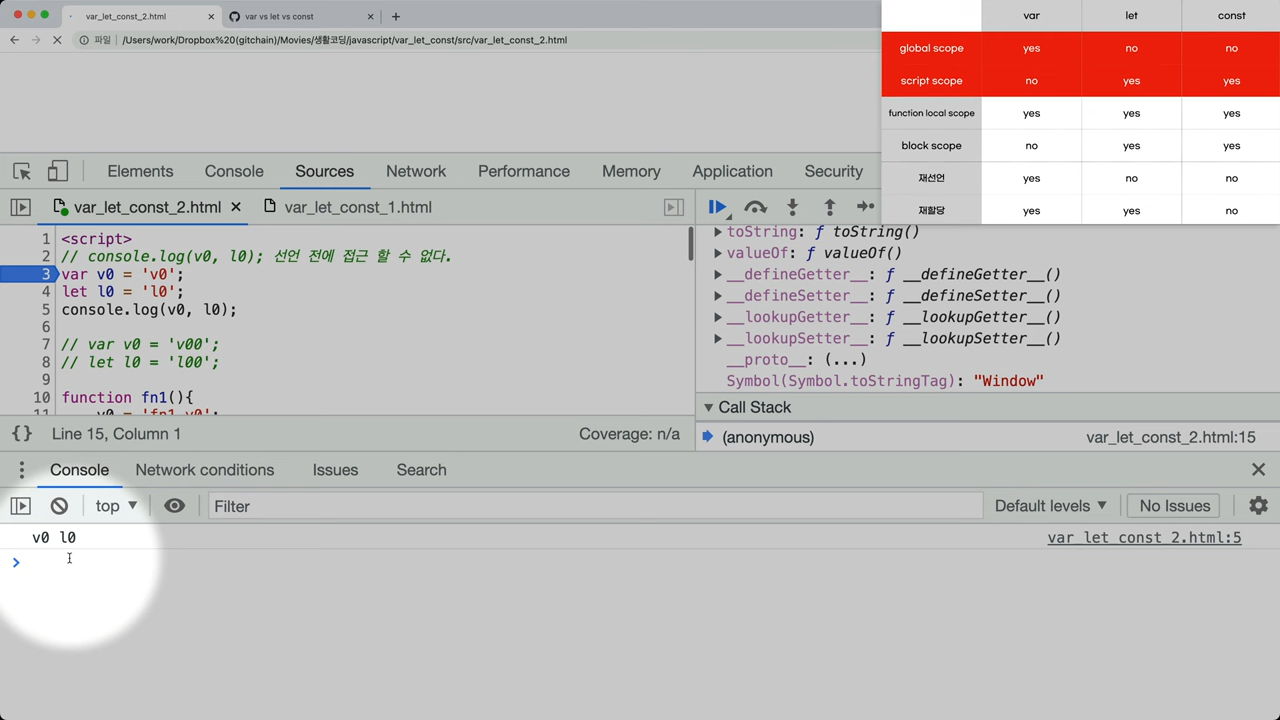 var_let_const_2.html
var vs let vs const
파일
/Users/work/Dropbox%20(gitchain)/Movies/생활코딩/javascript/var_let_const/src/var_let_const_2.html
var let const
global scope yes no no
script scope no yes yes
function local scope yes yes yes
block scope no yes yes
재선언 yes no no
재할당 yes yes no
Elements Console Sources Network Performance Memory Application Security
var_let_const_2.html var_let_const_1.html
1 <script>
2 // console.log(v0, l0); 선언 전에 접근 할 수 없다.
3 var v0 = 'v0';
4 let l0 = 'l0';
5 console.log(v0, l0);
6
7 // var v0 = 'v00';
8 // let l0 = 'l00';
9
10 function fn1(){
11 v0 = 'fn1 v0';
{} Line 15, Column 1 Coverage: n/a
toString: ƒ toString()
valueOf: ƒ valueOf()
__defineGetter__: ƒ __defineGetter__()
__defineSetter__: ƒ __defineSetter__()
__lookupGetter__: ƒ __lookupGetter__()
__lookupSetter__: ƒ __lookupSetter__()
__proto__: (...)
Symbol(Symbol.toStringTag): "Window"
Call Stack
(anonymous) var_let_const_2.html:15
Console Network conditions Issues Search
top Filter Default levels No Issues
v0 l0 var_let_const_2.html:5